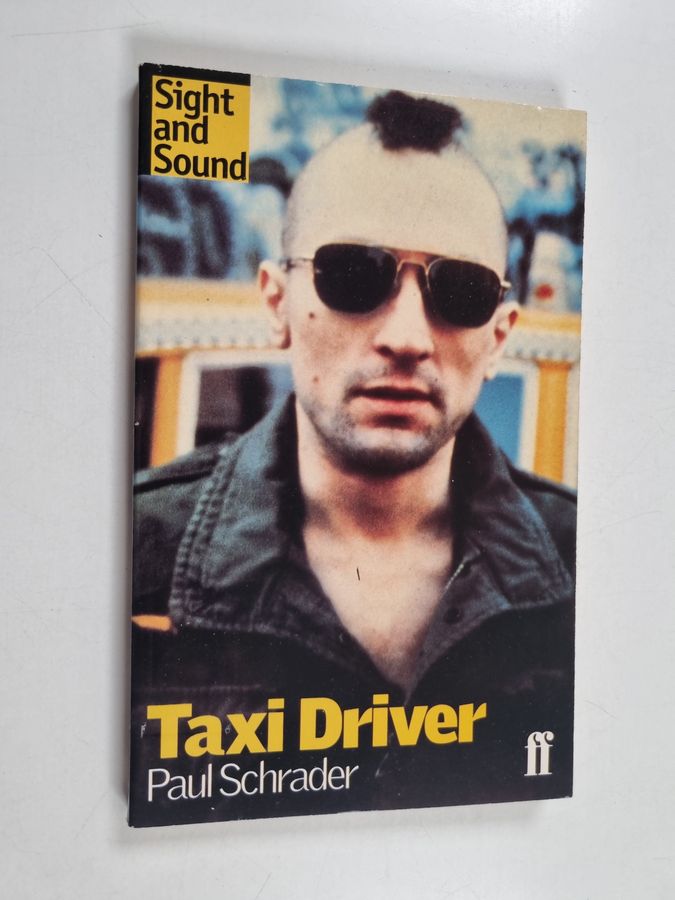 Sight
and
Sound
Taxi Driver
Paul Schrader
ff